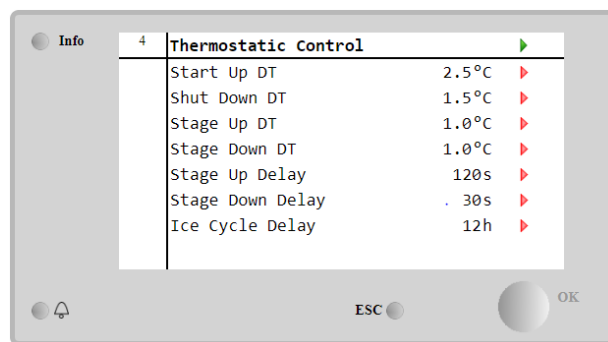 Info
4 Thermostatic Control
Start Up DT 2.5°C
Shut Down DT 1.5°C
Stage Up DT 1.0°C
Stage Down DT 1.0°C
Stage Up Delay 120s
Stage Down Delay . 30s
Ice Cycle Delay 12h
ESC OK